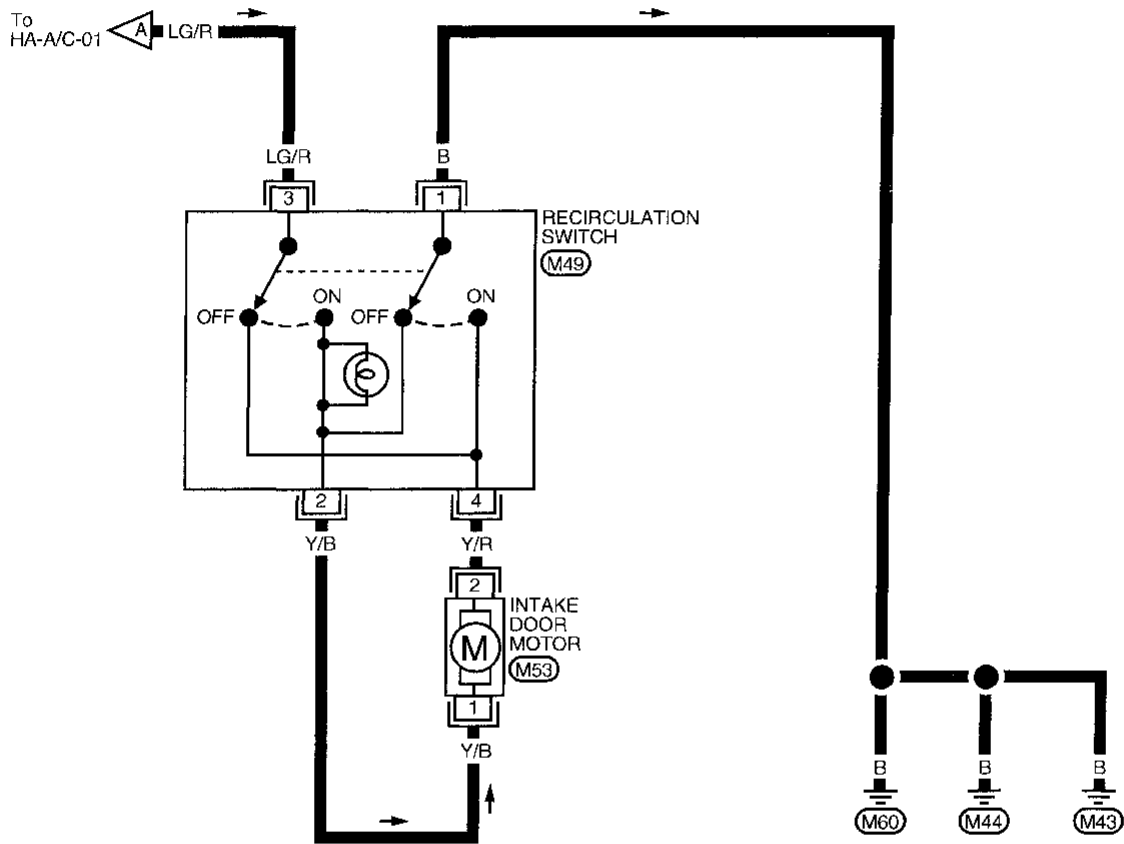 To
HA-A/C-01
A
LG/R
LG/R
B
3
1
RECIRCULATION
SWITCH
M49
OFF
ON
OFF
ON
2
4
Y/B
Y/R
2
INTAKE
DOOR
MOTOR
M53
M
1
Y/B
B
B
B
M60
M44
M43